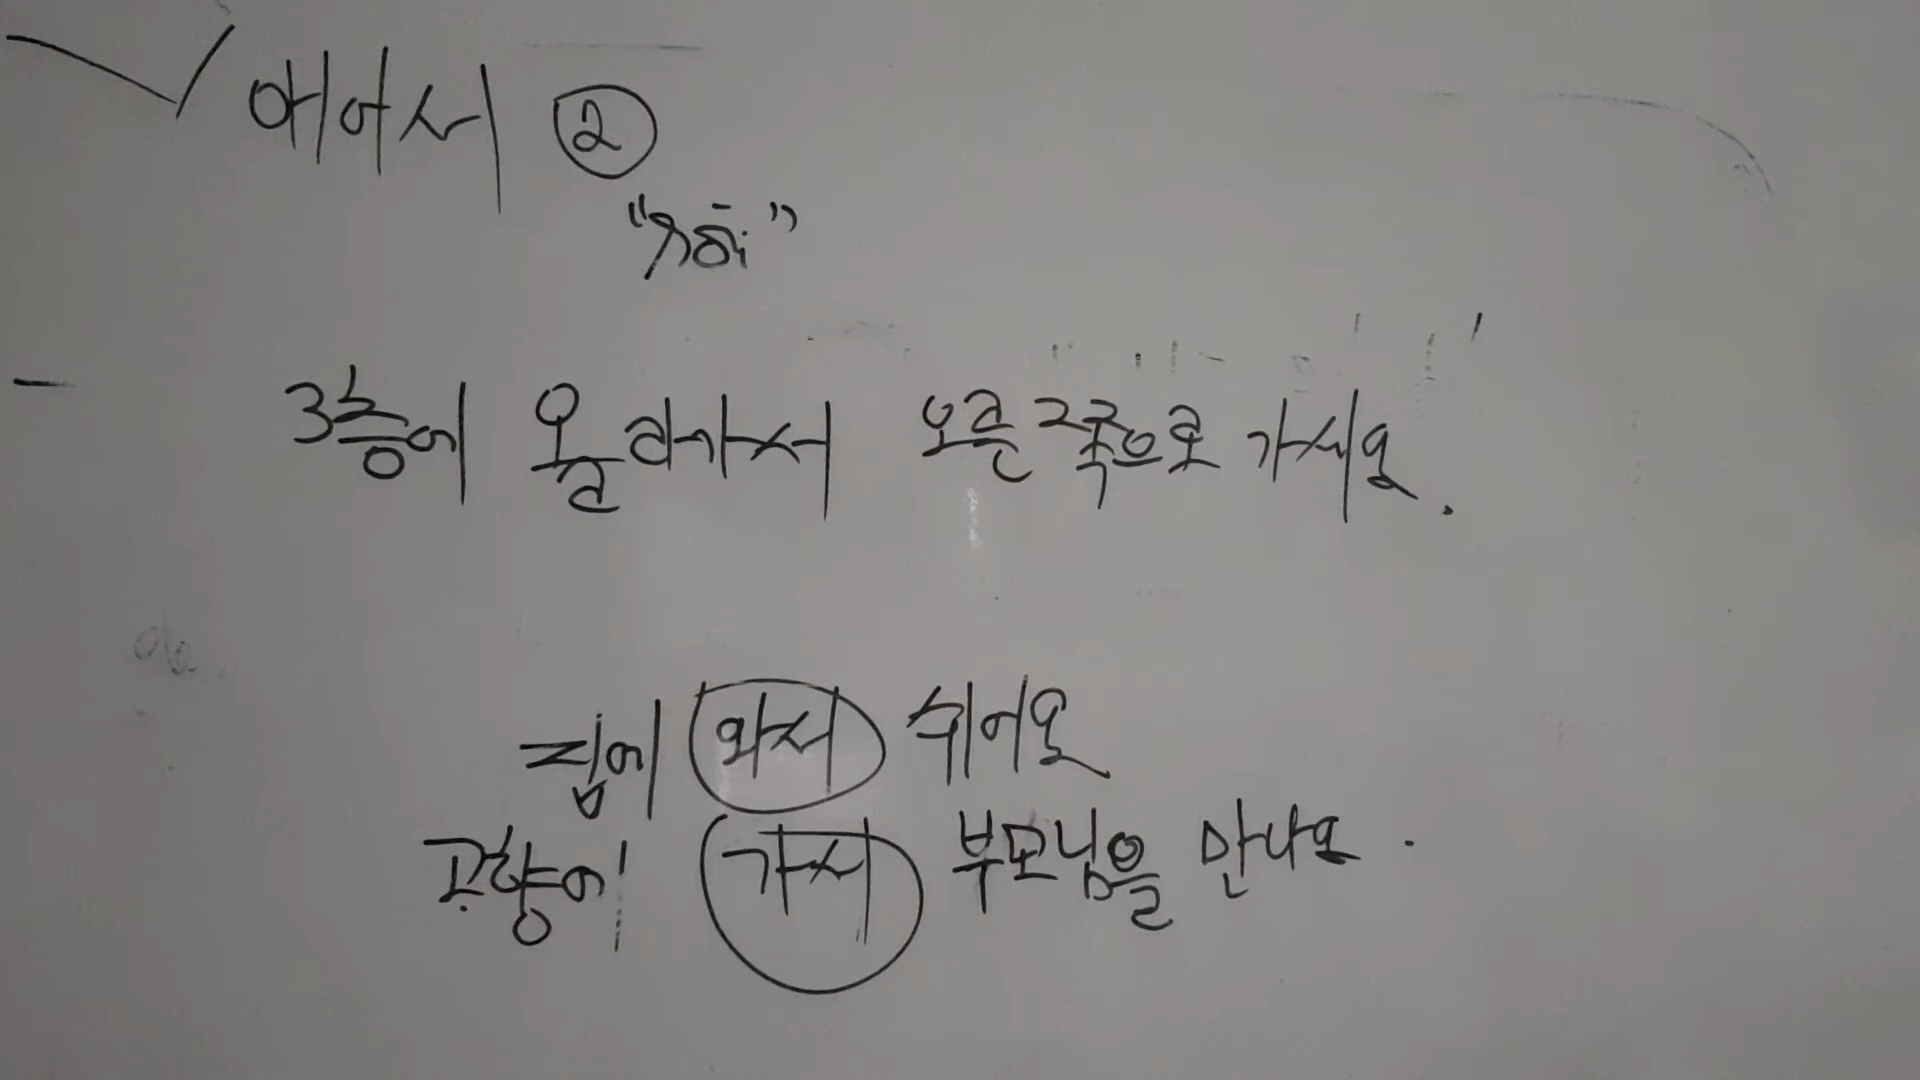 애어서 ②
3층에 올라가서 오른쪽으로 가세요.
집에 와서 쉬어요
고향에 가서 부모님을 만나요.